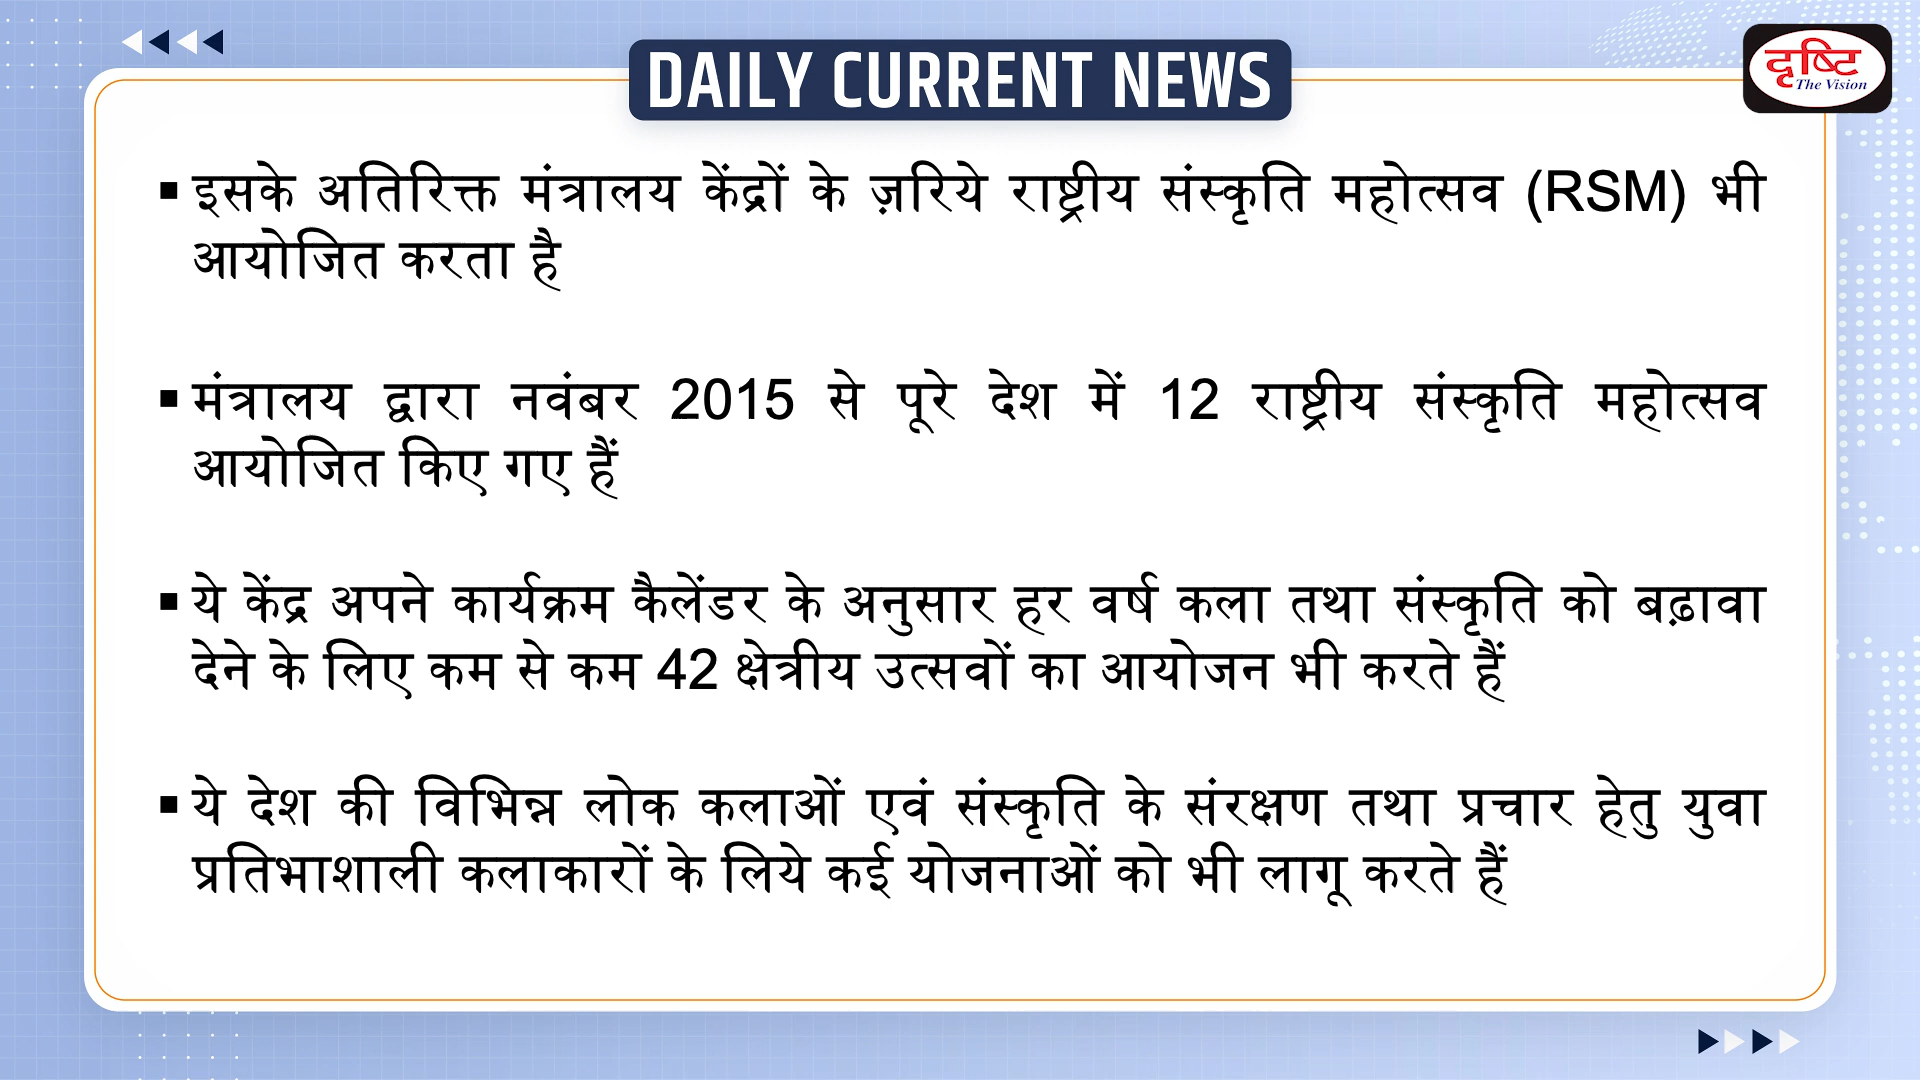 DAILY CURRENT NEWS
दृष्टि
The Vision
▪ इसके अतिरिक्त मंत्रालय केंद्रों के ज़रिये राष्ट्रीय संस्कृति महोत्सव (RSM) भी
आयोजित करता है
▪ मंत्रालय द्वारा नवंबर 2015 से पूरे देश में 12 राष्ट्रीय संस्कृति महोत्सव
आयोजित किए गए हैं
▪ ये केंद्र अपने कार्यक्रम कैलेंडर के अनुसार हर वर्ष कला तथा संस्कृति को बढ़ावा
देने के लिए कम से कम 42 क्षेत्रीय उत्सवों का आयोजन भी करते हैं
▪ ये देश की विभिन्न लोक कलाओं एवं संस्कृति के संरक्षण तथा प्रचार हेतु युवा
प्रतिभाशाली कलाकारों के लिये कई योजनाओं को भी लागू करते हैं